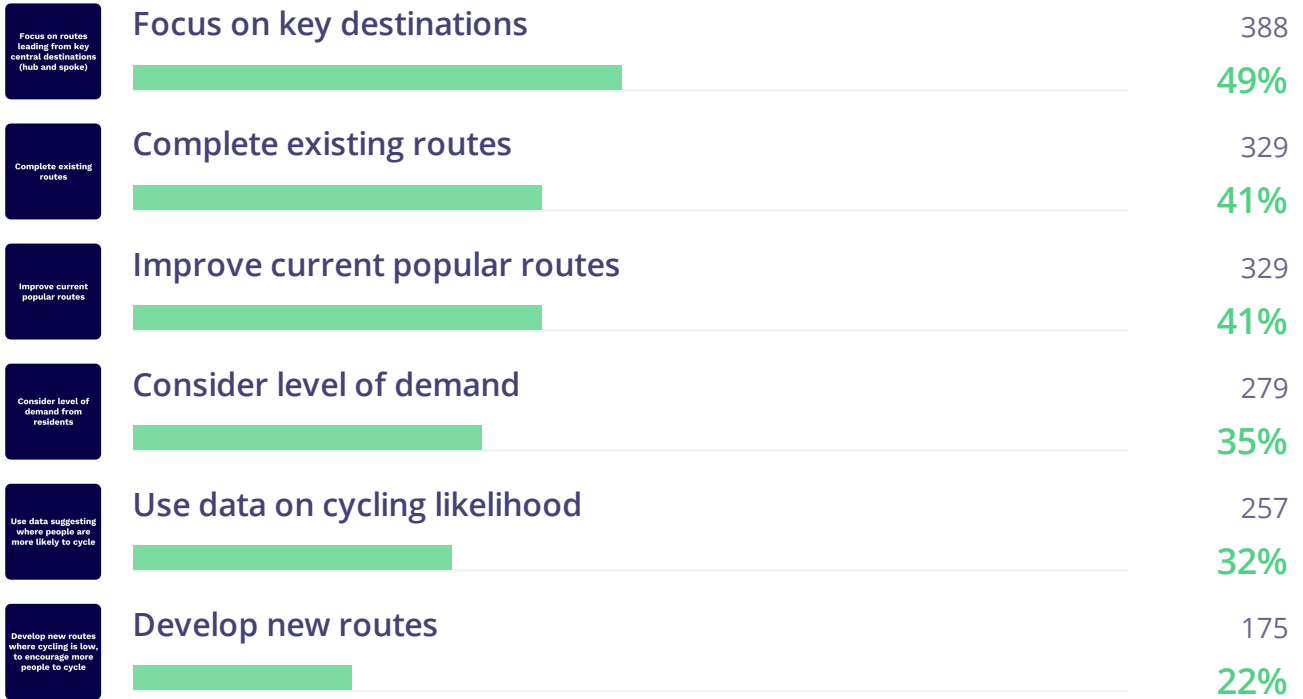 Focus on routes
leading from key
central destinations
(hub and spoke)
Focus on key destinations
388
49%
Complete existing
routes
Complete existing routes
329
41%
Improve current
popular routes
Improve current popular routes
329
41%
Consider level of
demand from
residents
Consider level of demand
279
35%
Use data suggesting
where people are
more likely to cycle
Use data on cycling likelihood
257
32%
Develop new routes
where cycling is low,
to encourage more
people to cycle
Develop new routes
175
22%